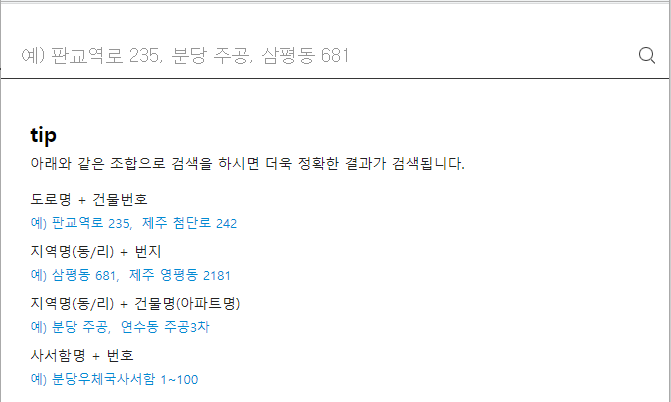 예) 판교역로 235, 분당 주공, 삼평동 681
tip
아래와 같은 조합으로 검색을 하시면 더욱 정확한 결과가 검색됩니다.
도로명 + 건물번호
예) 판교역로 235, 제주 첨단로 242
지역명(동/리) + 번지
예) 삼평동 681, 제주 영평동 2181
지역명(동/리) + 건물명(아파트명)
예) 분당 주공, 연수동 주공3차
사서함명 + 번호
예) 분당우체국사서함 1~100